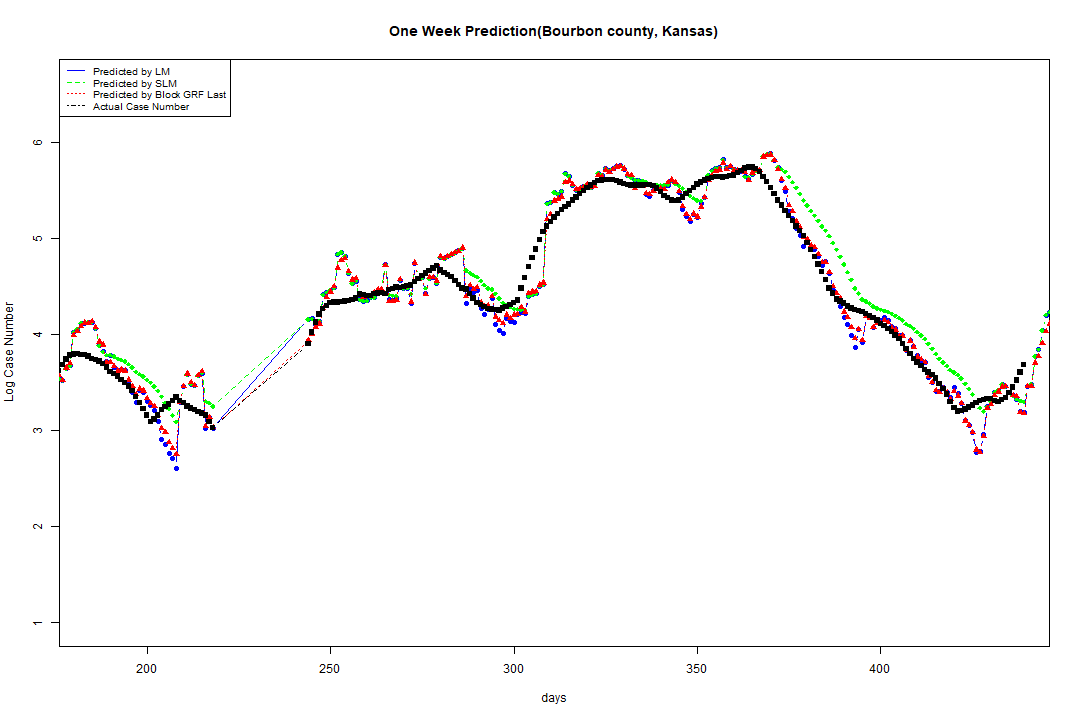 One Week Prediction(Bourbon county, Kansas)
Predicted by LM
Predicted by SLM
Predicted by Block GRF Last
Actual Case Number
Log Case Number
6
5
4
3
2
1
200 250 300 350 400
days